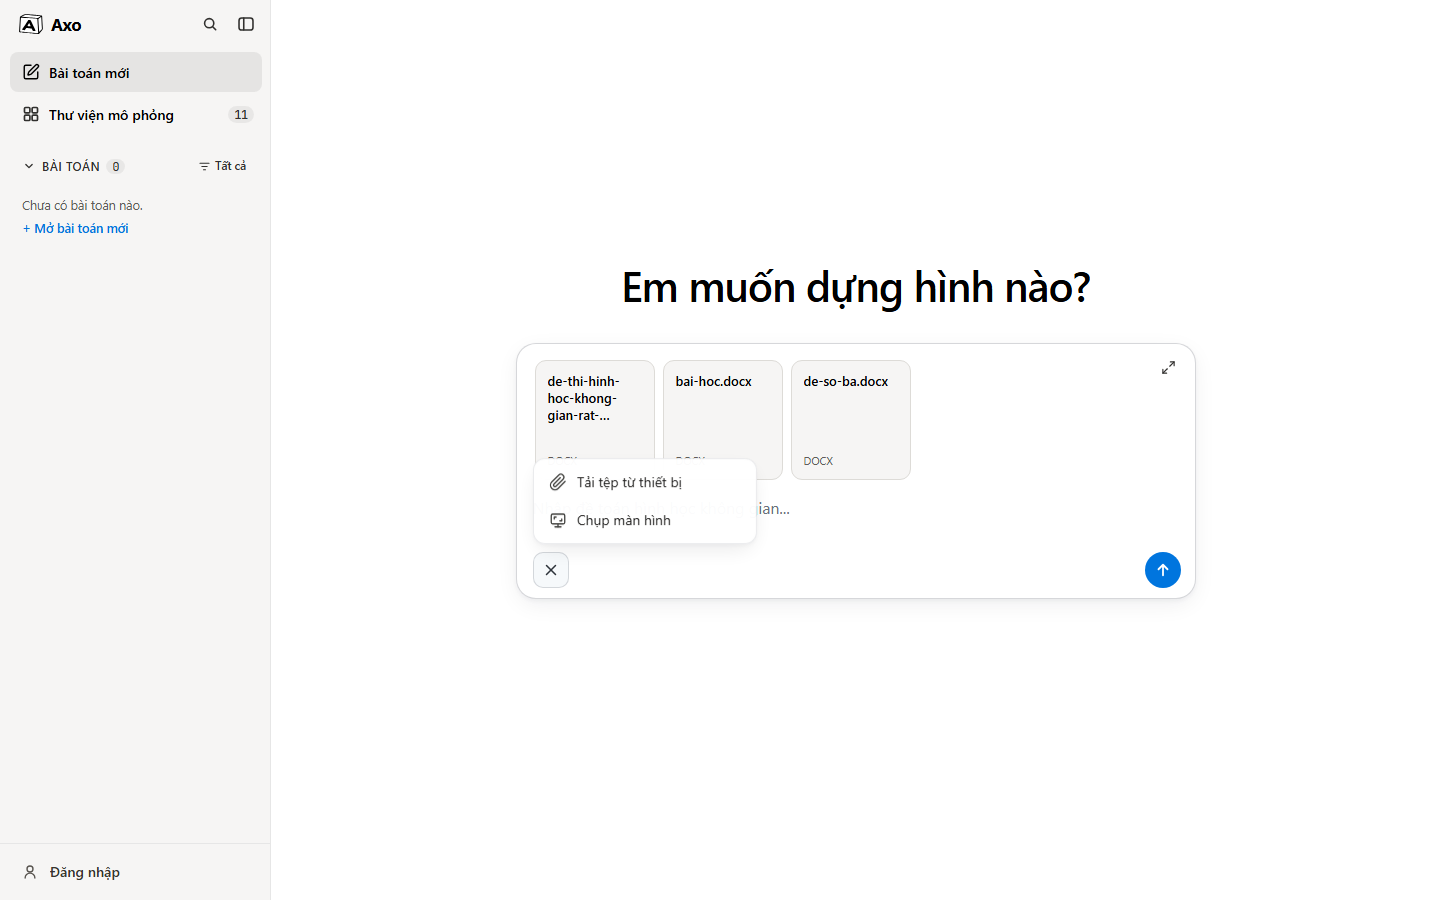 Axo
Bài toán mới
Thư viện mô phỏng 11
BÀI TOÁN 0 Tất cả
Chưa có bài toán nào.
+ Mở bài toán mới
Đăng nhập
Em muốn dựng hình nào?
de-thi-hinh-
hoc-khong-
gian-rat-...
bai-hoc.docx
de-so-ba.docx
DOCX
Tải tệp từ thiết bị
Chụp màn hình
gian...